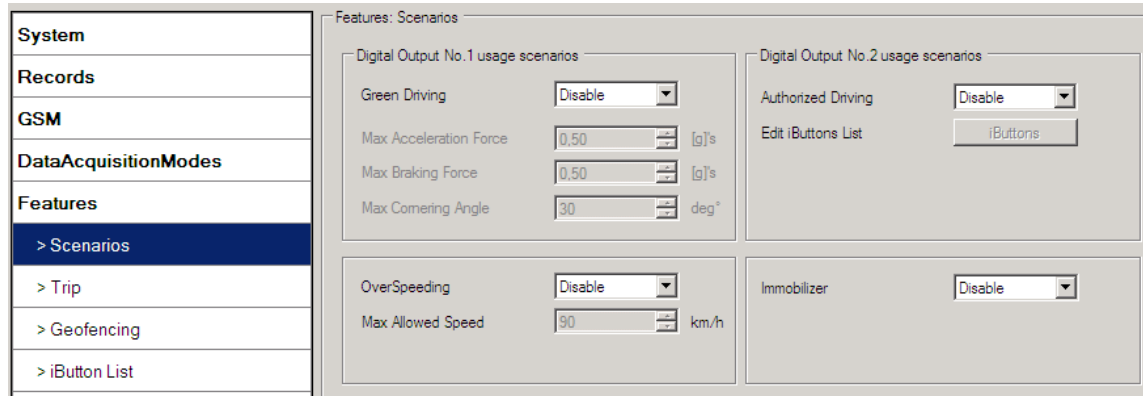 System
Records
GSM
DataAcquisitionModes
Features
> Scenarios
> Trip
> Geofencing
> iButton List
Features: Scenarios
Digital Output No.1 usage scenarios
Green Driving Disable
Max Acceleration Force 0,50 [g]'s
Max Braking Force 0,50 [g]'s
Max Cornering Angle 30 deg°
Digital Output No.2 usage scenarios
Authorized Driving Disable
Edit iButtons List iButtons
OverSpeeding Disable
Max Allowed Speed 90 km/h
Immobilizer Disable